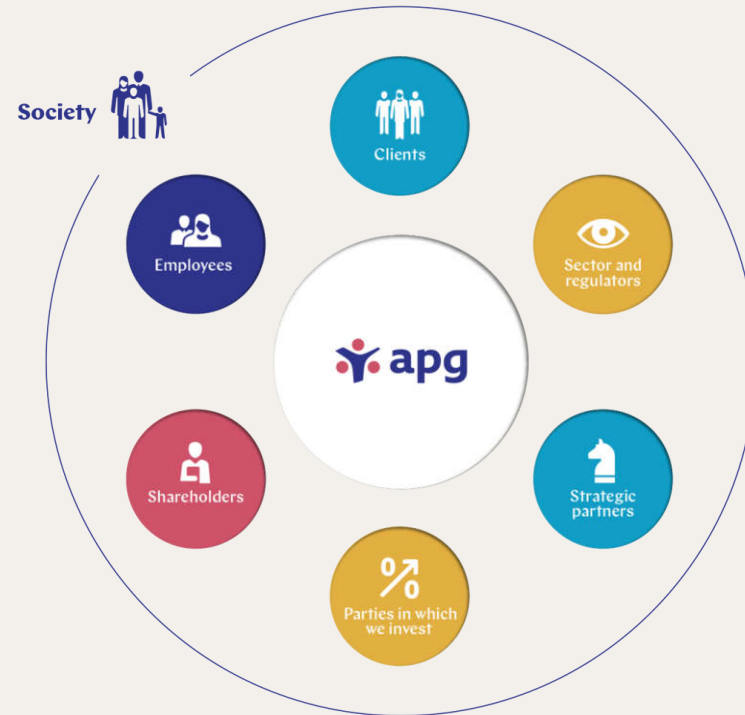 Society
Clients
Employees
Sector and
regulators
apg
Shareholders
Strategic
partners
Parties in which
we invest